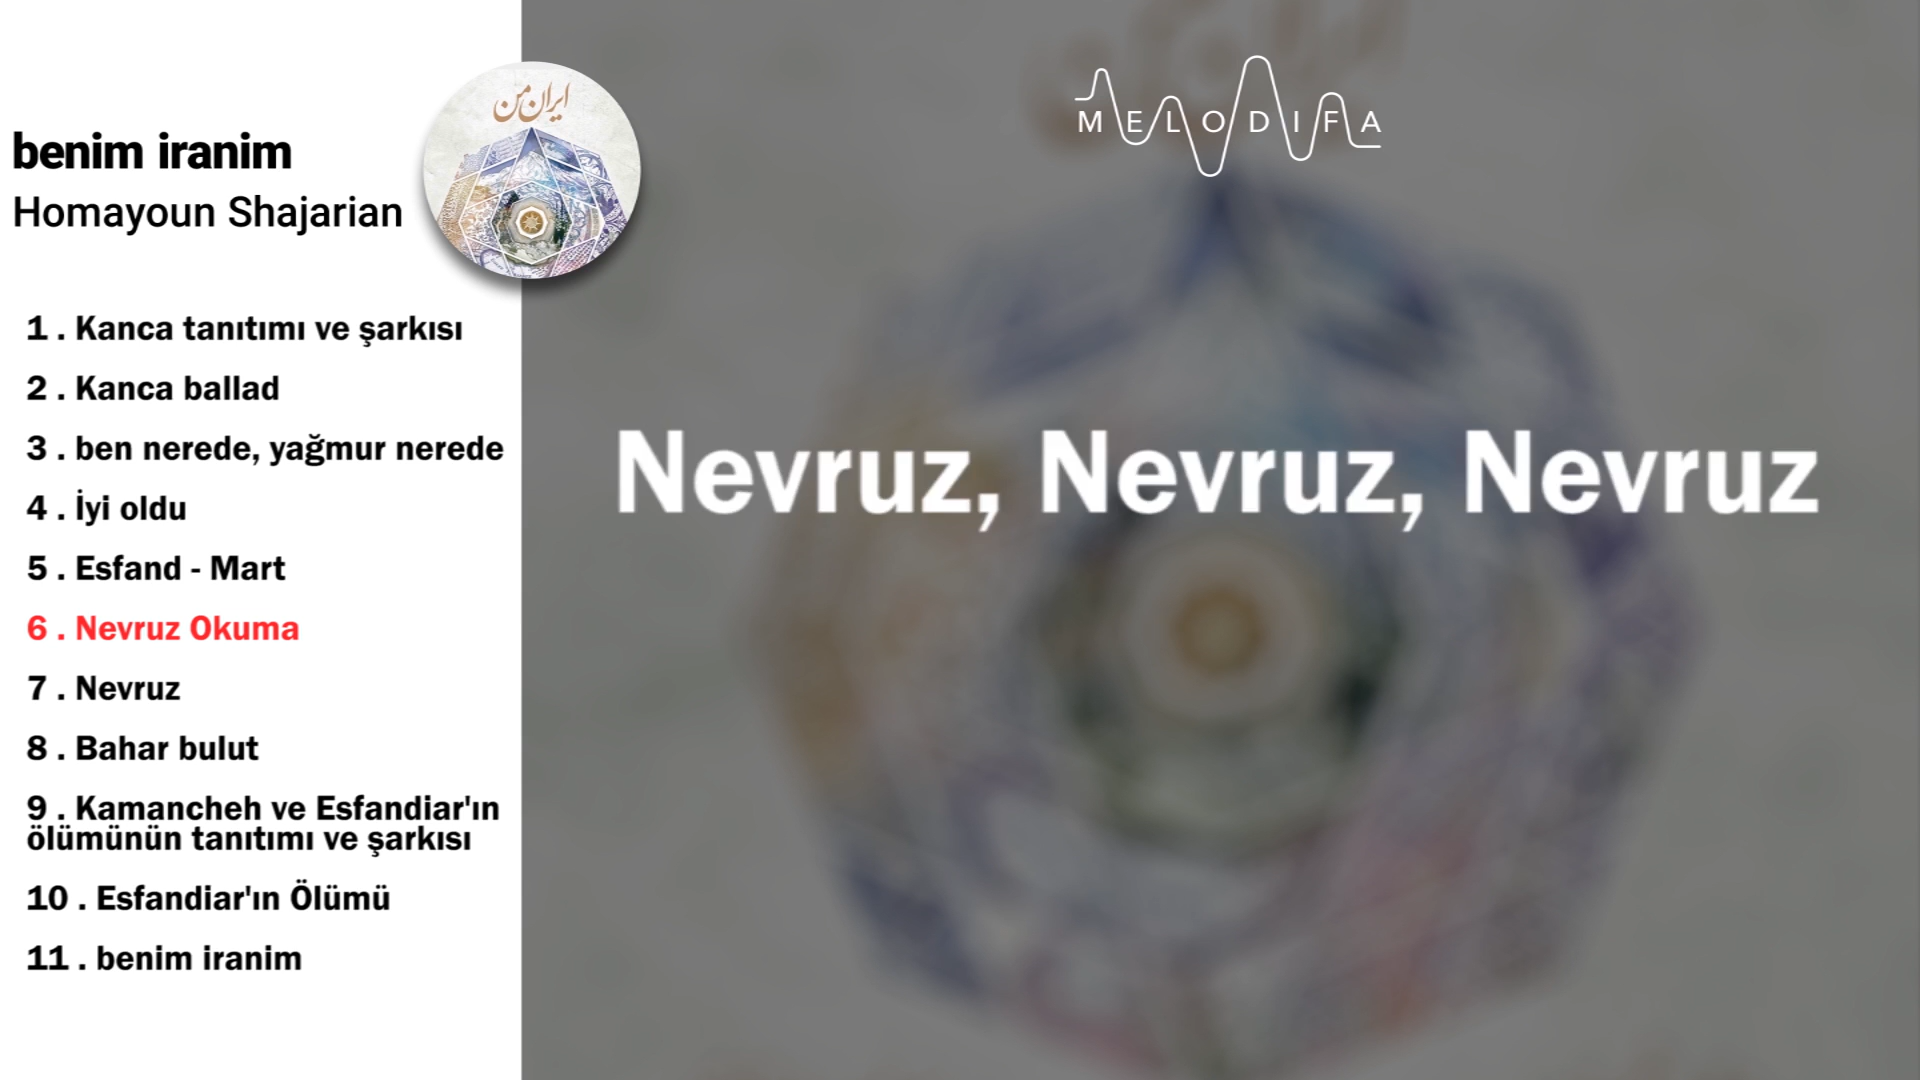 benim iranim
Homayoun Shajarian
ایران من
MELODIFA
1 . Kanca tanıtımı ve şarkısı
2 . Kanca ballad
3 . ben nerede, yağmur nerede
4 . İyi oldu
5 . Esfand - Mart
6 . Nevruz Okuma
7 . Nevruz
8 . Bahar bulut
9 . Kamancheh ve Esfandiar'ın
ölümünün tanıtımı ve şarkısı
10 . Esfandiar'ın Ölümü
11 . benim iranim
Nevruz, Nevruz, Nevruz